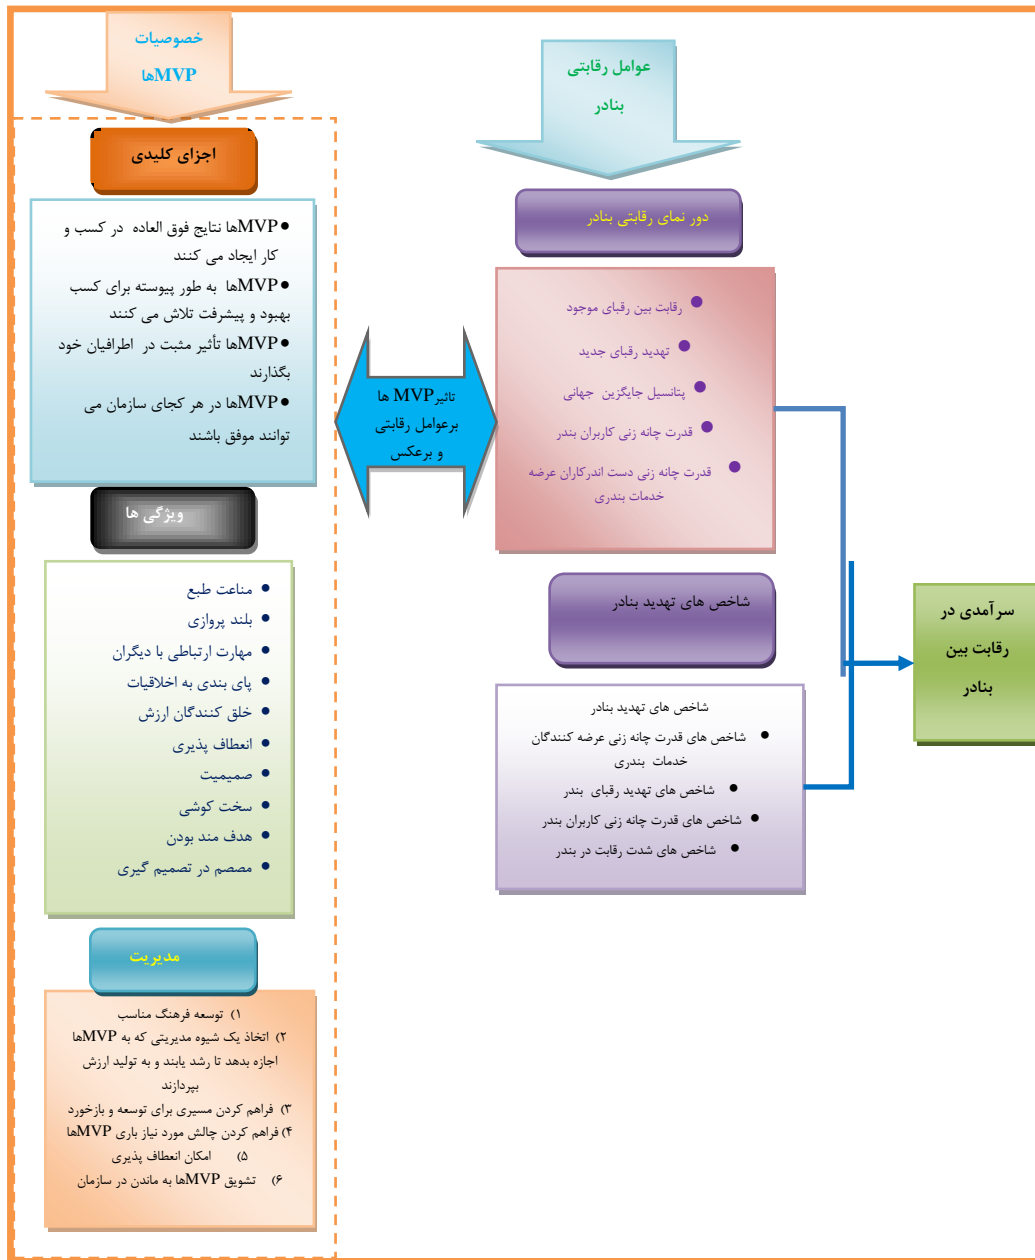 خصوصیات
MVPها
اجزای کلیدی
●MVPها نتایج فوق العاده در کسب و
کار ایجاد می کنند
●MVPها به طور پیوسته برای کسب
بهبود و پیشرفت تلاش می کنند
●MVPها تأثیر مثبت در اطرافیان خود
بگذارند
●MVPها در هر کجای سازمان می
توانند موفق باشند
ویژگی ها
● مناعت طبع
● بلند پروازی
● مهارت ارتباطی با دیگران
● پای بندی به اخلاقیات
● خلق کنندگان ارزش
● انعطاف پذیری
● صمیمیت
● سخت کوشی
● هدف مند بودن
● مصصم در تصمیم گیری
مدیریت
۱) توسعه فرهنگ مناسب
۲) اتخاذ یک شیوه مدیریتی که به MVPها
اجازه بدهد تا رشد یابند و به تولید ارزش
بپردازند
۳) فراهم کردن مسیری برای توسعه و بازخورد
۴) فراهم کردن چالش مورد نیاز باری MVPها
۵) امکان انعطاف پذیری
۶) تشویق MVPها به ماندن در سازمان
تاثیرMVP ها
برعوامل رقابتی
و برعکس
عوامل رقابتی
بنادر
دور نمای رقابتی بنادر
● رقابت بین رقبای موجود
● تهدید رقبای جدید
● پتانسیل جایگزین جهانی
● قدرت چانه زنی کاربران بندر
● قدرت چانه زنی دست اندرکاران عرضه
خدمات بندری
شاخص های تهدید بنادر
شاخص های تهدید بنادر
● شاخص های قدرت چانه زنی عرضه کنندگان
خدمات بندری
● شاخص های تهدید رقبای بندر
● شاخص های قدرت چانه زنی کاربران بندر
● شاخص های شدت رقابت در بندر
سرآمدی در
رقابت بین
بنادر